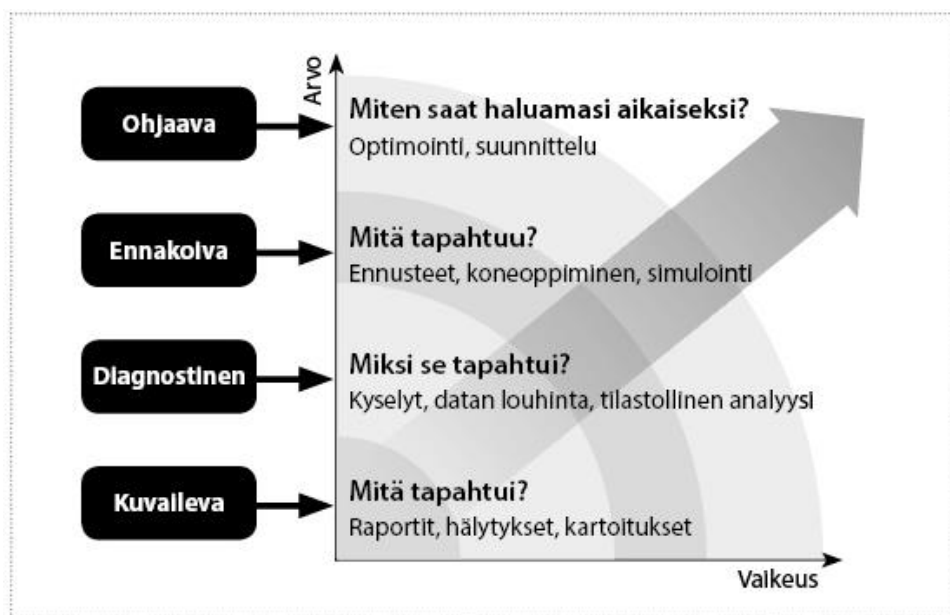 Arvo
Ohjaava
Miten saat haluamasi aikaiseksi?
Optimointi, suunnittelu
Ennakoiva
Mitä tapahtuu?
Ennusteet, koneoppiminen, simulointi
Diagnostinen
Miksi se tapahtui?
Kyselyt, datan louhinta, tilastollinen analyysi
Kuvaileva
Mitä tapahtui?
Raportit, hälytykset, kartoitukset
Vaikeus